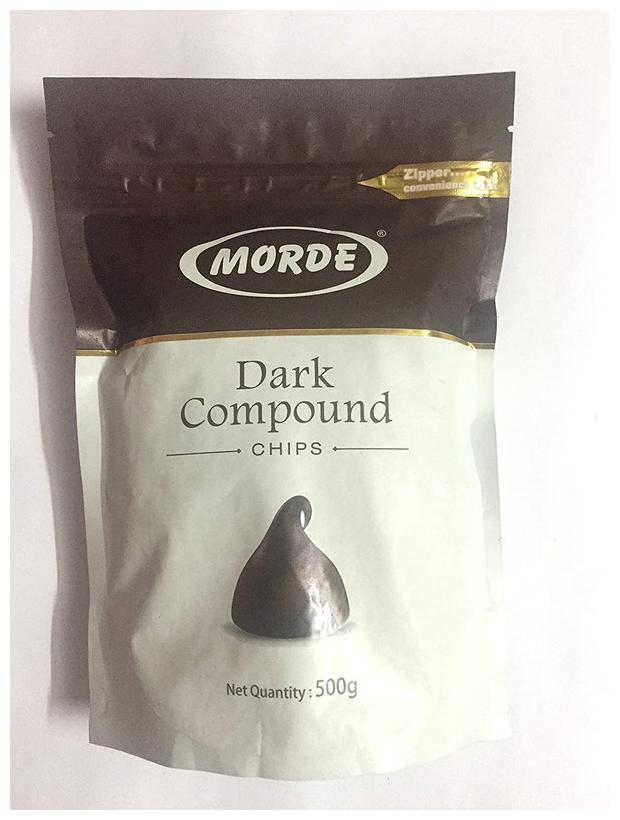 Zipper....
convenience
MORDE®
Dark
Compound
CHIPS
Net Quantity : 500g